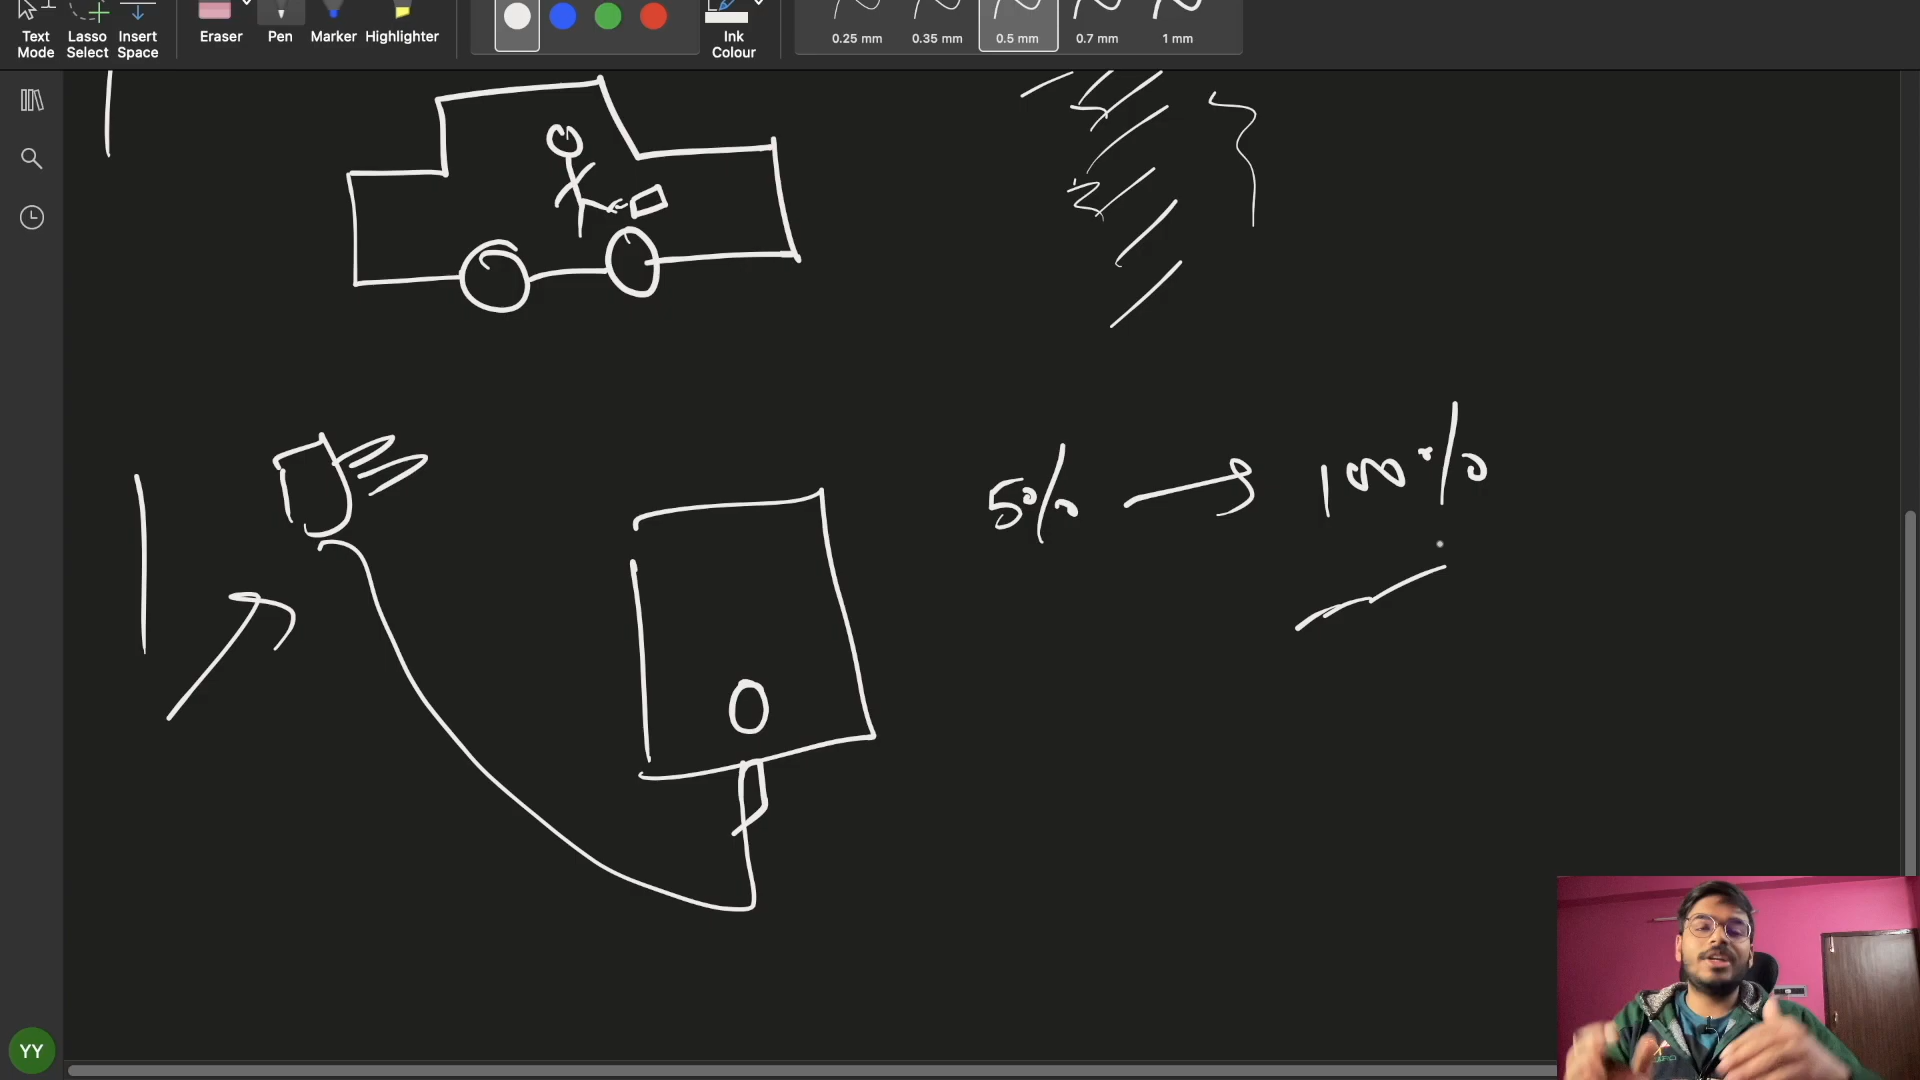 Text Mode
Lasso Select
Insert Space
Eraser
Pen
Marker
Highlighter
Ink Colour
0.25 mm
0.35 mm
0.5 mm
0.7 mm
1 mm
5% → 100%
YY